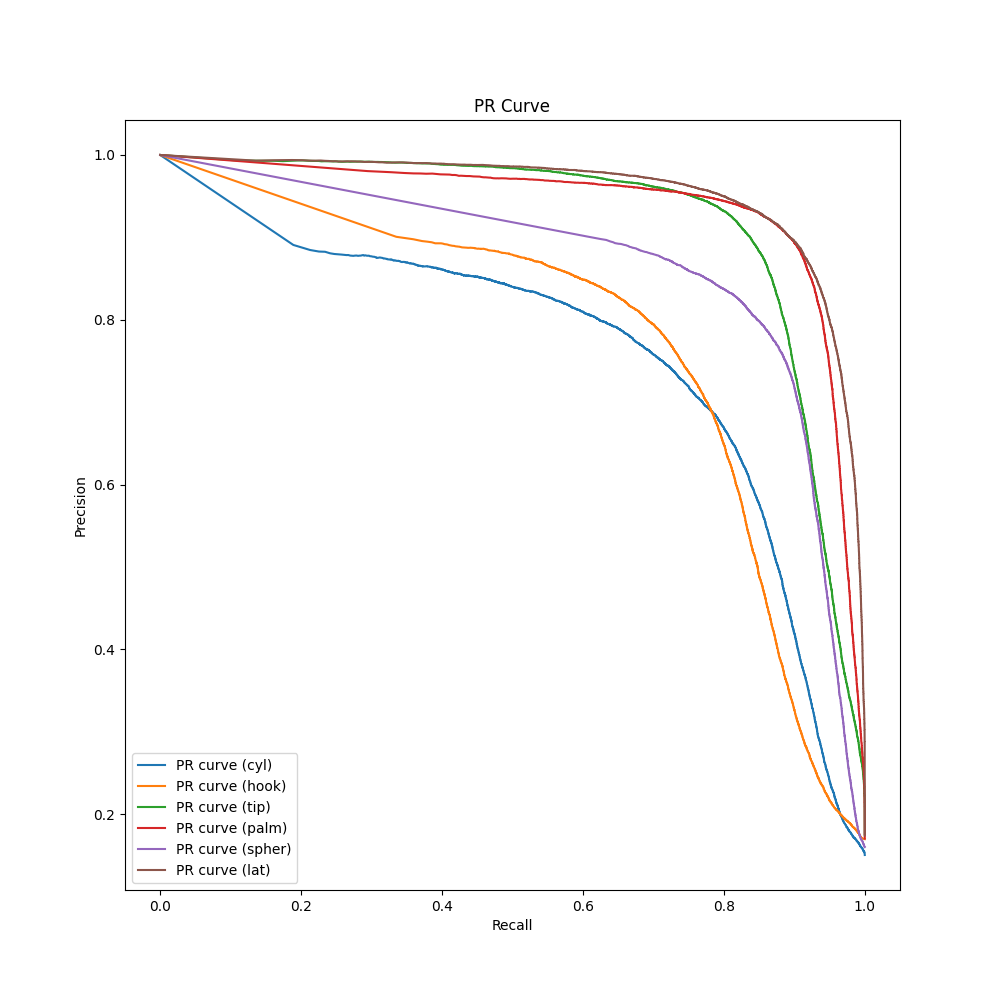 PR Curve
1.0
0.8
0.6
0.4
0.2
Precision
PR curve (cyl)
PR curve (hook)
PR curve (tip)
PR curve (palm)
PR curve (spher)
PR curve (lat)
0.0 0.2 0.4 0.6 0.8 1.0
Recall